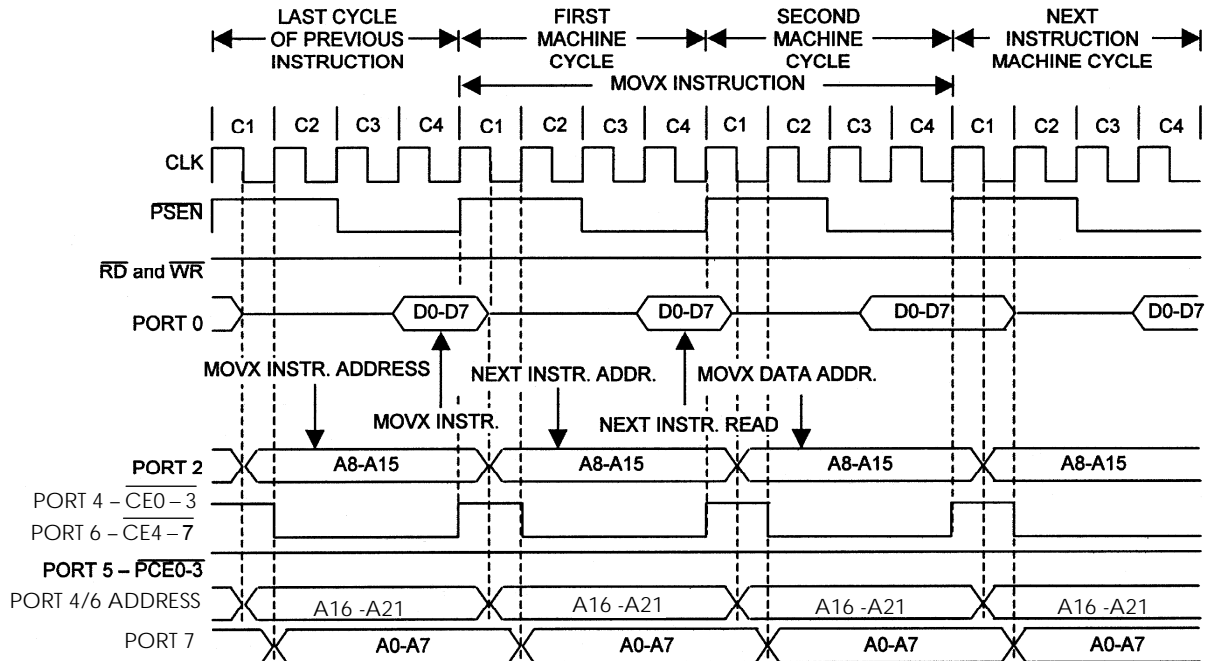 LAST CYCLE
OF PREVIOUS
INSTRUCTION
FIRST
MACHINE
CYCLE
SECOND
MACHINE
CYCLE
NEXT
INSTRUCTION
MACHINE CYCLE
MOVX INSTRUCTION
C1 C2 C3 C4 C1 C2 C3 C4 C1 C2 C3 C4 C1 C2 C3 C4
CLK
PSEN
RD and WR
PORT 0 D0-D7 D0-D7 D0-D7 D0-D7
MOVX INSTR. ADDRESS NEXT INSTR. ADDR. MOVX DATA ADDR.
MOVX INSTR. NEXT INSTR. READ
PORT 2 A8-A15 A8-A15 A8-A15 A8-A15
PORT 4 – CE0 – 3
PORT 6 – CE4 – 7
PORT 5 – PCE0-3
PORT 4/6 ADDRESS A16 -A21 A16 -A21 A16 -A21 A16 -A21
PORT 7 A0-A7 A0-A7 A0-A7 A0-A7